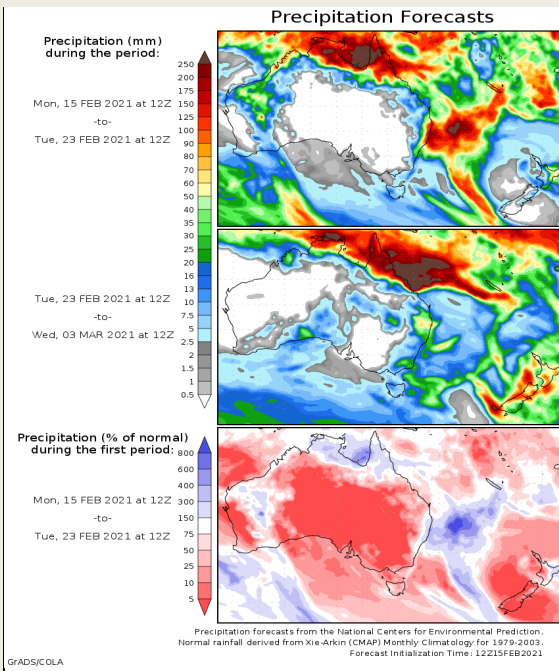 Precipitation Forecasts
Precipitation (mm)
during the period:
Mon, 15 FEB 2021 at 12Z
-to-
Tue, 23 FEB 2021 at 12Z
250
200
175
150
125
100
90
80
70
60
50
40
35
30
25
20
16
13
10
7.5
5
2.5
2
1.5
1
0.5
Tue, 23 FEB 2021 at 12Z
-to-
Wed, 03 MAR 2021 at 12Z
Precipitation (% of normal)
during the first period:
Mon, 15 FEB 2021 at 12Z
-to-
Tue, 23 FEB 2021 at 12Z
800
600
400
300
150
75
50
25
10
5
Precipitation forecasts from the National Centers for Environmental Prediction.
Normal rainfall derived from Xie-Arkin (CMAP) Monthly Climatology for 1979-2003.
Forecast Initialization Time: 12Z15FEB2021
GrADS/COLA